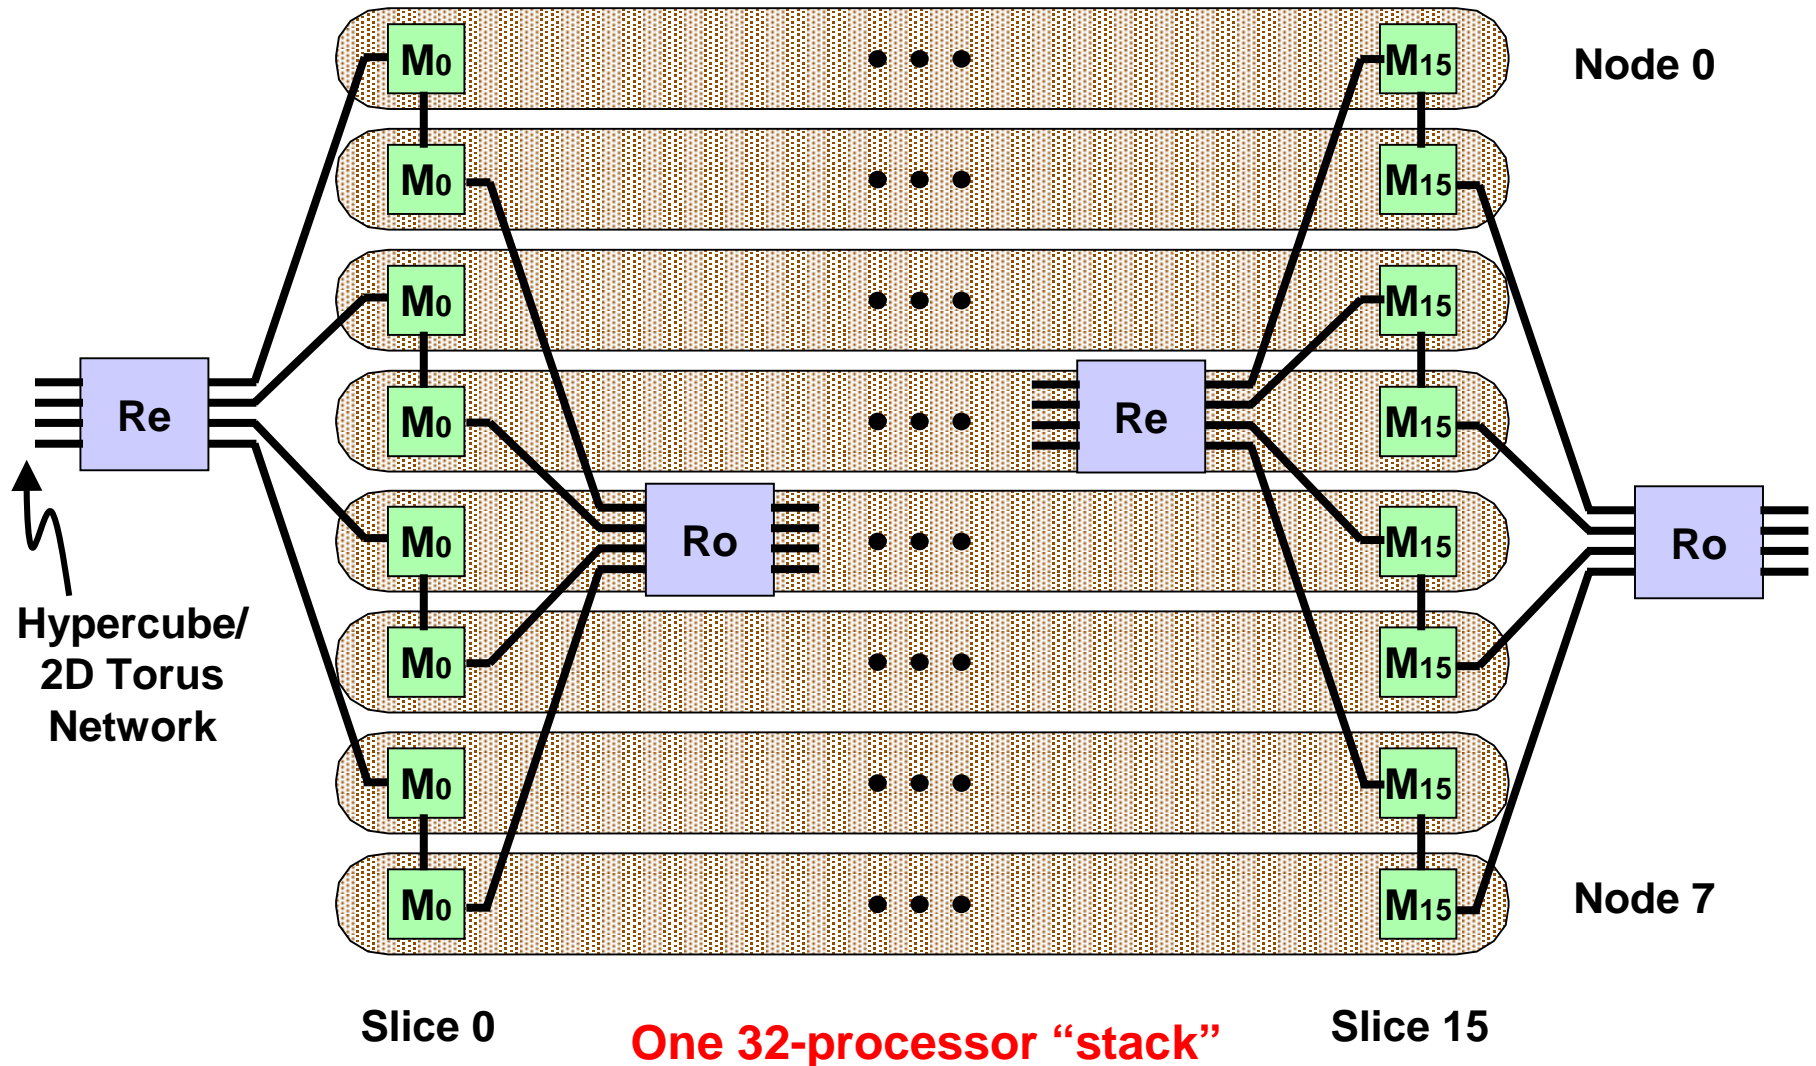 M0
M15
Node 0
M0
M15
M0
M15
Re
M0
Re
M15
M0
Ro
M15
Ro
Hypercube/
2D Torus
Network
M0
M15
M0
M15
M0
M15
Node 7
Slice 0
One 32-processor “stack”
Slice 15